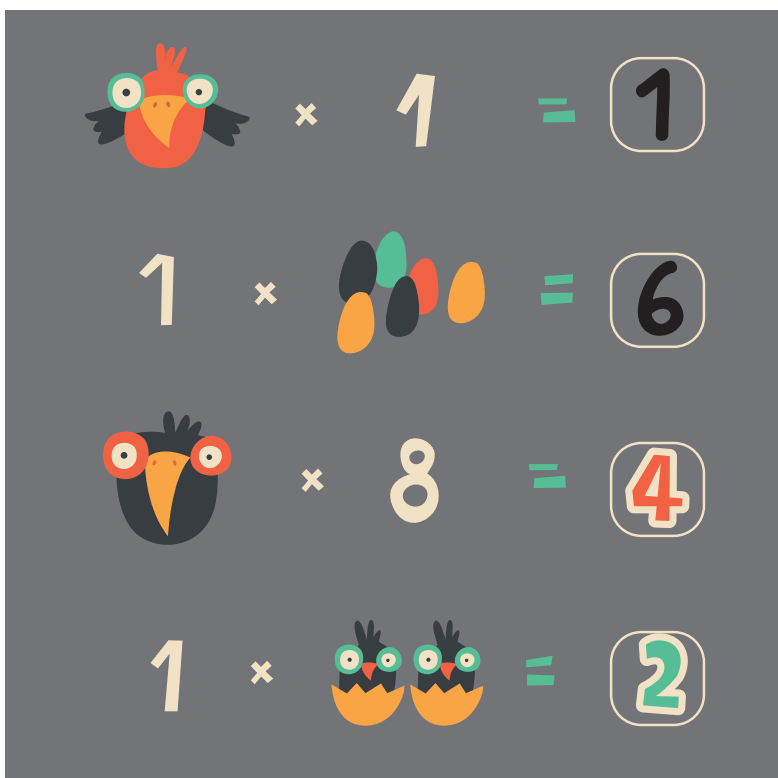 × 1 = 1
1 × = 6
× 8 = 4
1 × = 2